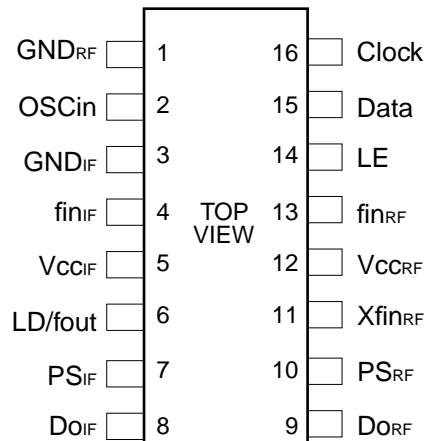 GNDRF 1 16 Clock
OSCin 2 15 Data
GNDIF 3 14 LE
finIF 4 TOP 13 finRF
VIEW
VccIF 5 12 VccRF
LD/fout 6 11 XfinRF
PSIF 7 10 PSRF
DoIF 8 9 DoRF